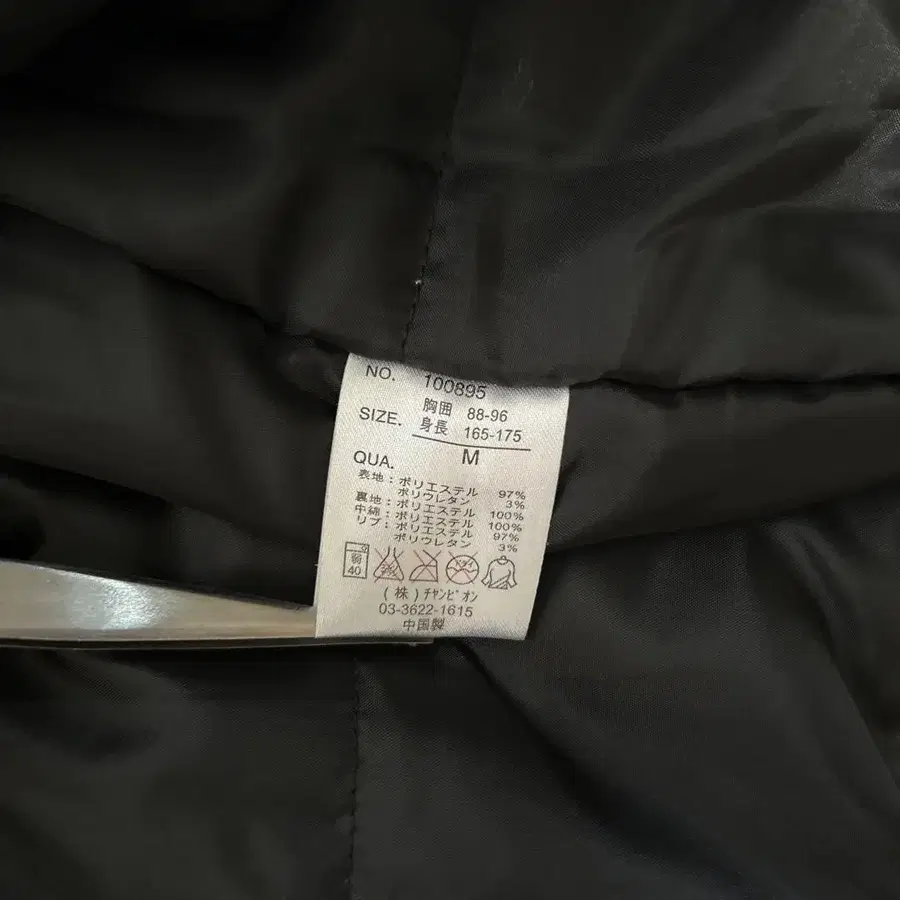 NO. 100895
SIZE. 胸囲 88-96
身長 165-175
QUA. M
表地:ポリエステル 97%
ポリウレタン 3%
裏地:ポリエステル 100%
中綿:ポリエステル 100%
リブ:ポリエステル 97%
ポリウレタン 3%
弱 40 ドライ
(株)チャンピオン
03-3622-1615
中国製